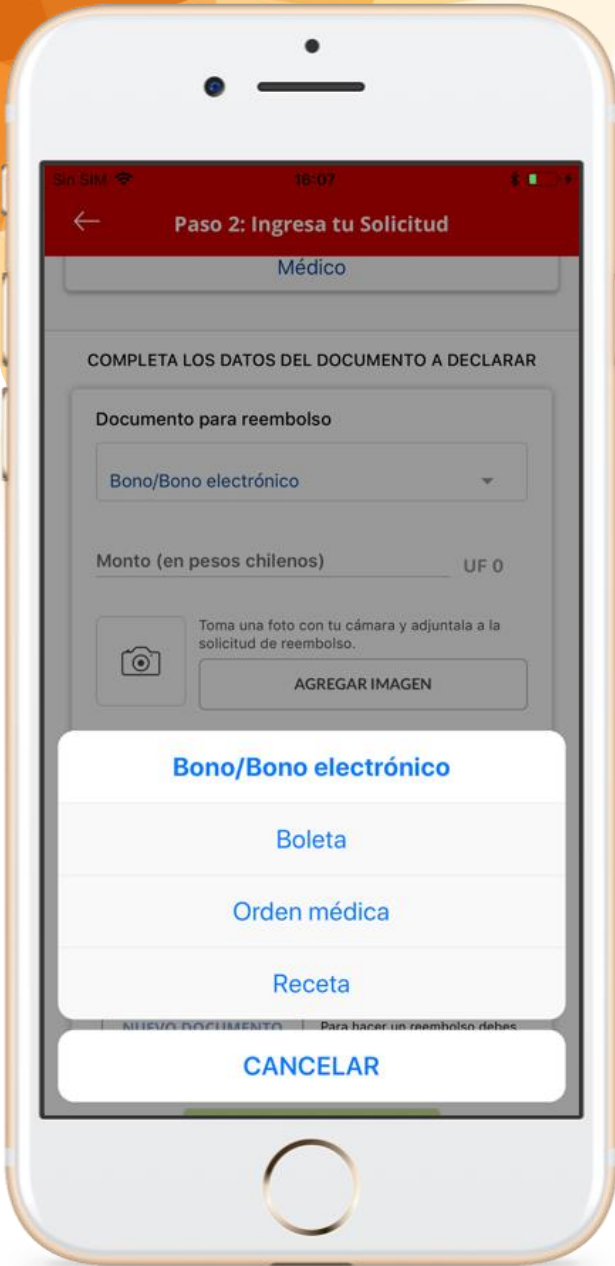 Sin SIM 16:07
Paso 2: Ingresa tu Solicitud
Médico
COMPLETA LOS DATOS DEL DOCUMENTO A DECLARAR
Documento para reembolso
Bono/Bono electrónico
Monto (en pesos chilenos) UF 0
Toma una foto con tu cámara y adjuntala a la
solicitud de reembolso.
AGREGAR IMAGEN
Bono/Bono electrónico
Boleta
Orden médica
Receta
NUEVO DOCUMENTO Para hacer un reembolso debes
CANCELAR